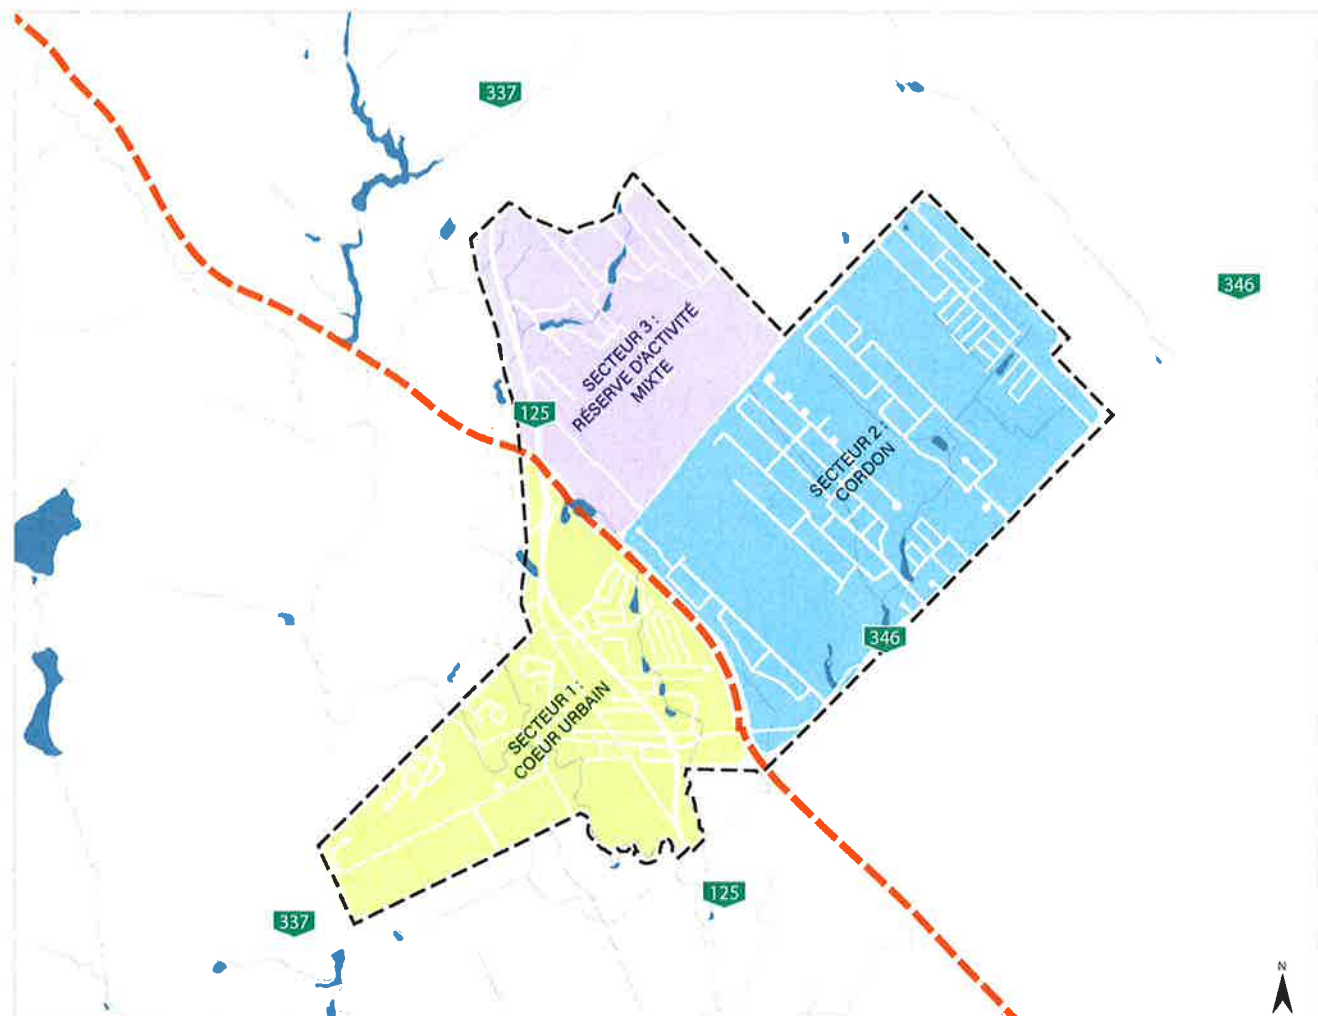 337
346
SECTEUR 3 :
RÉSERVE D'ACTIVITÉ
MIXTE
125
SECTEUR 2 :
CORDON
346
SECTEUR 1 :
COEUR URBAIN
125
337
N